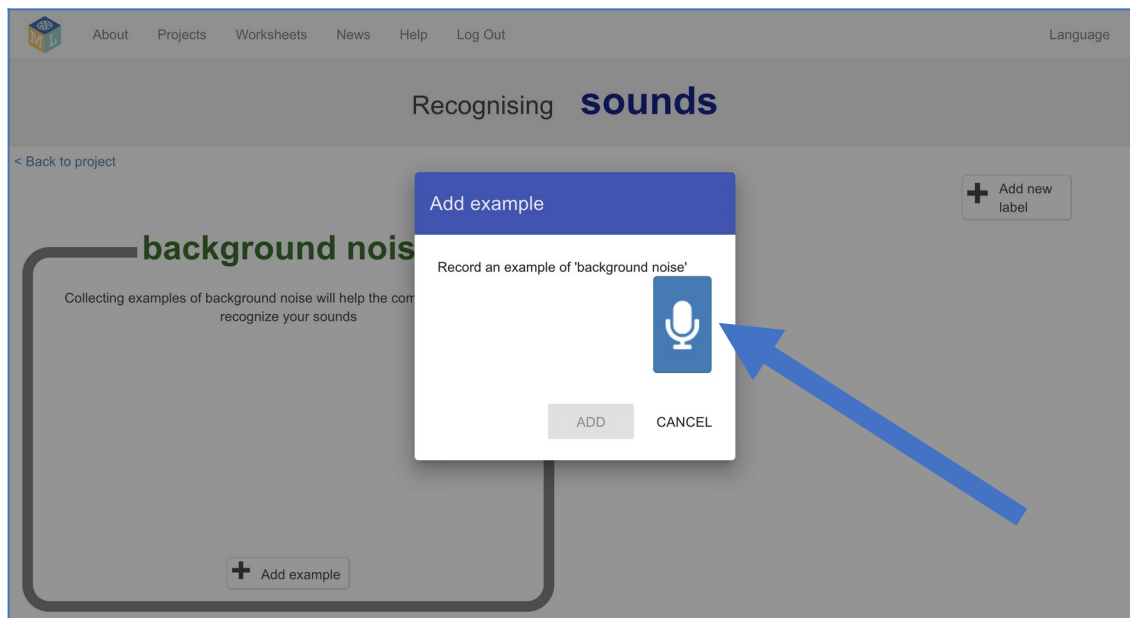 About Projects Worksheets News Help Log Out Language
Recognising sounds
< Back to project
Add new
label
background nois
Collecting examples of background noise will help the com
recognize your sounds
Add example
Record an example of 'background noise'
ADD CANCEL
Add example